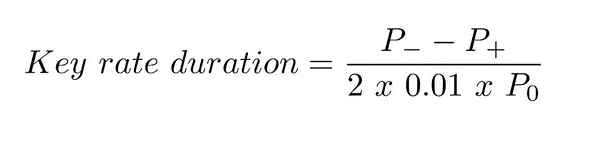 Key rate duration = P₋ − P₊ / 2 x 0.01 x P₀